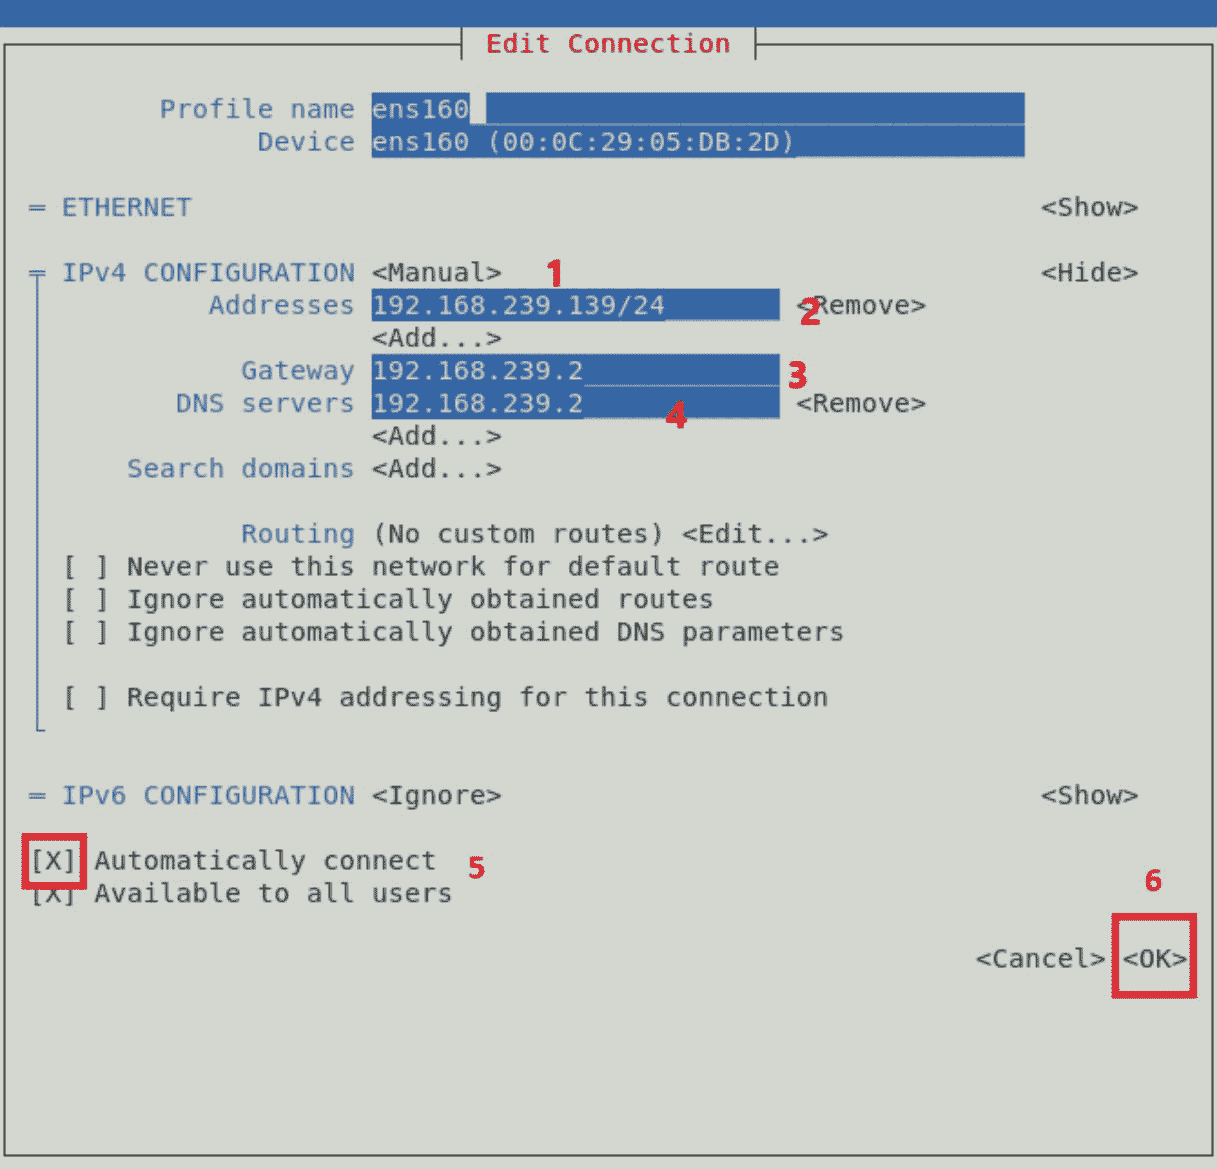 Edit Connection
Profile name ens160
Device ens160 (00:0C:29:05:DB:2D)
= ETHERNET <Show>
╤ IPv4 CONFIGURATION <Manual> 1 <Hide>
Addresses 192.168.239.139/24 2 <Remove>
<Add...>
Gateway 192.168.239.2 3
DNS servers 192.168.239.2 4 <Remove>
<Add...>
Search domains <Add...>
Routing (No custom routes) <Edit...>
[ ] Never use this network for default route
[ ] Ignore automatically obtained routes
[ ] Ignore automatically obtained DNS parameters
[ ] Require IPv4 addressing for this connection
= IPv6 CONFIGURATION <Ignore> <Show>
[X] Automatically connect 5
[X] Available to all users
6
<Cancel> <OK>